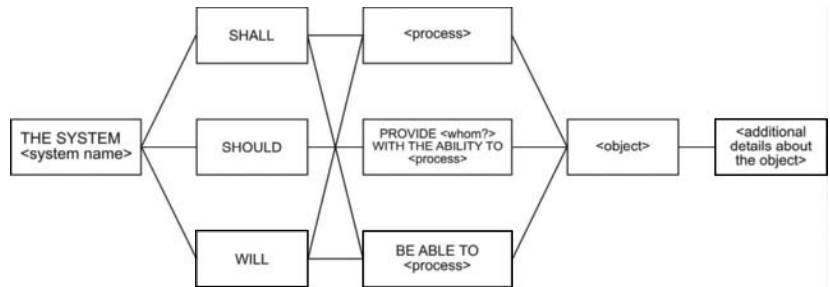 SHALL
<process>
THE SYSTEM
<system name>
SHOULD
PROVIDE <whom?>
WITH THE ABILITY TO
<process>
<object>
<additional
details about
the object>
WILL
BE ABLE TO
<process>